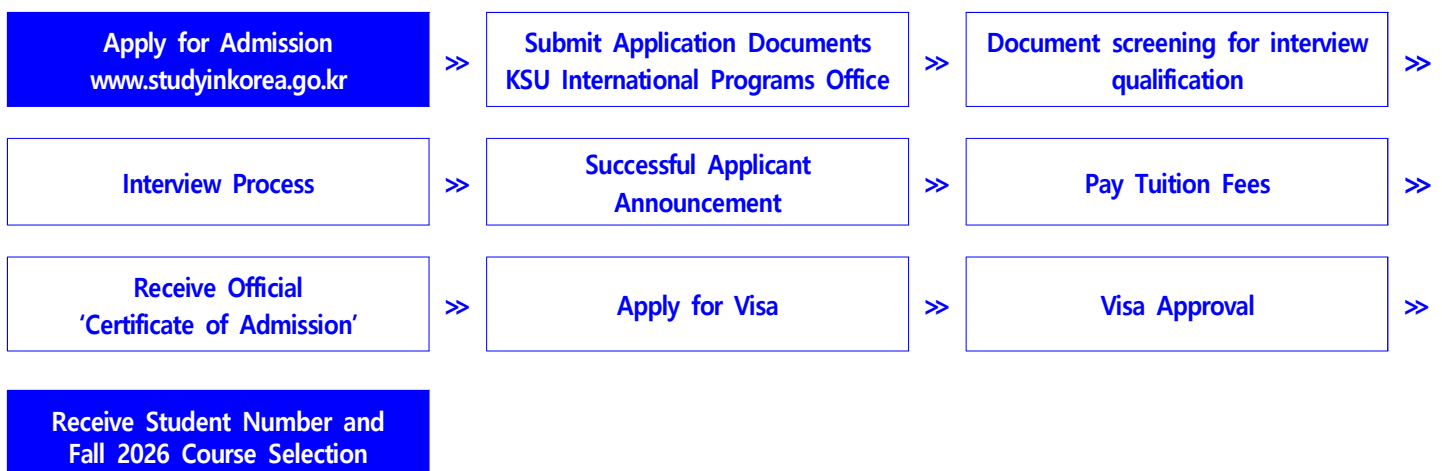 Apply for Admission
www.studyinkorea.go.kr
≫
Submit Application Documents
KSU International Programs Office
≫
Document screening for interview
qualification
≫
Interview Process
≫
Successful Applicant
Announcement
≫
Pay Tuition Fees
≫
Receive Official
‘Certificate of Admission’
≫
Apply for Visa
≫
Visa Approval
≫
Receive Student Number and
Fall 2026 Course Selection